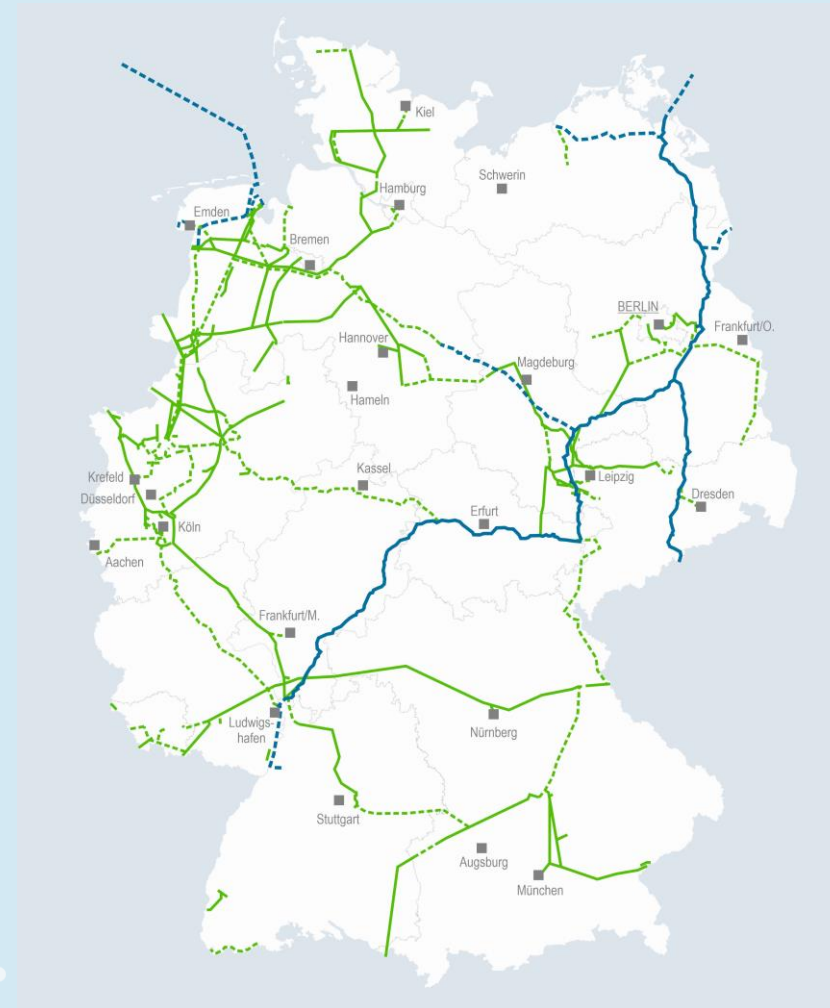 Kiel
Schwerin
Hamburg
Emden
Bremen
BERLIN
Frankfurt/O.
Hannover
Magdeburg
Hameln
Krefeld
Kassel
Leipzig
Düsseldorf
Dresden
Köln
Erfurt
Aachen
Frankfurt/M.
Ludwigs-
hafen
Nürnberg
Stuttgart
Augsburg
München